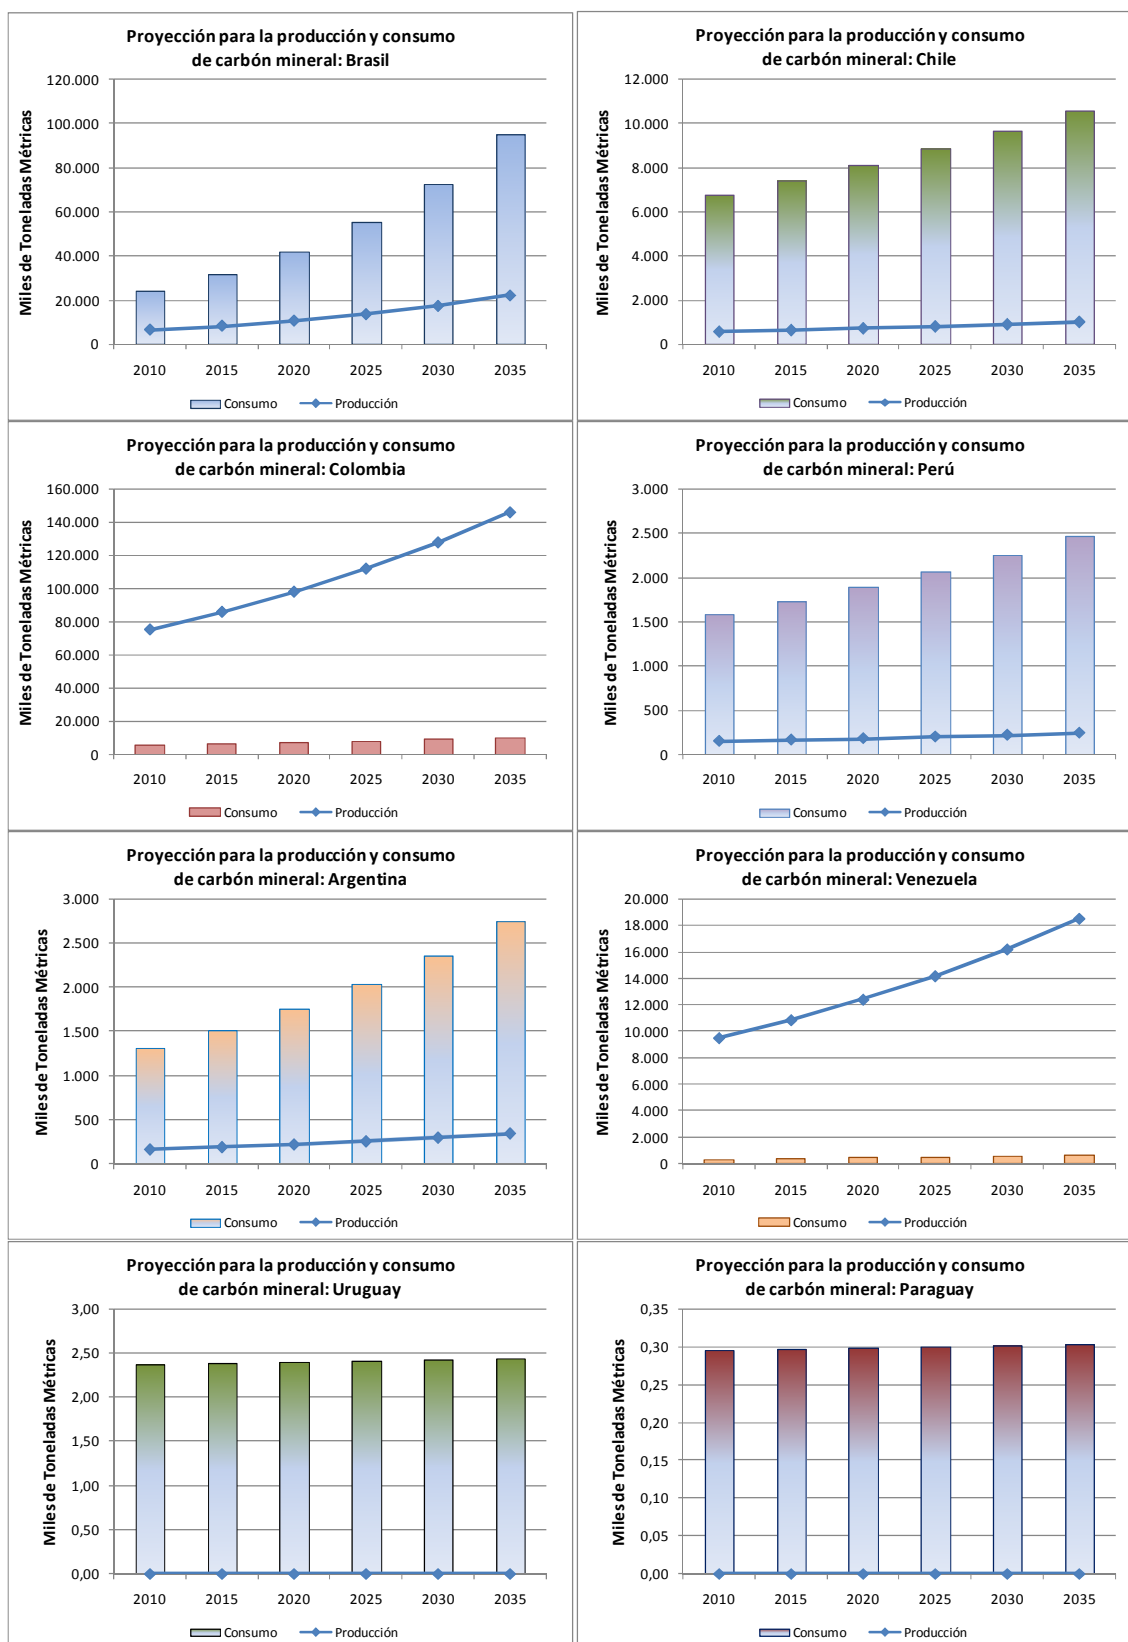 Proyección para la producción y consumo
de carbón mineral: Brasil
Miles de Toneladas Métricas
120.000
100.000
80.000
60.000
40.000
20.000
0
2010 2015 2020 2025 2030 2035
Consumo Producción
Proyección para la producción y consumo
de carbón mineral: Chile
Miles de Toneladas Métricas
12.000
10.000
8.000
6.000
4.000
2.000
0
2010 2015 2020 2025 2030 2035
Consumo Producción
Proyección para la producción y consumo
de carbón mineral: Colombia
Miles de Toneladas Métricas
160.000
140.000
120.000
100.000
80.000
60.000
40.000
20.000
0
2010 2015 2020 2025 2030 2035
Consumo Producción
Proyección para la producción y consumo
de carbón mineral: Perú
Miles de Toneladas Métricas
3.000
2.500
2.000
1.500
1.000
500
0
2010 2015 2020 2025 2030 2035
Consumo Producción
Proyección para la producción y consumo
de carbón mineral: Argentina
Miles de Toneladas Métricas
3.000
2.500
2.000
1.500
1.000
500
0
2010 2015 2020 2025 2030 2035
Consumo Producción
Proyección para la producción y consumo
de carbón mineral: Venezuela
Miles de Toneladas Métricas
20.000
18.000
16.000
14.000
12.000
10.000
8.000
6.000
4.000
2.000
0
2010 2015 2020 2025 2030 2035
Consumo Producción
Proyección para la producción y consumo
de carbón mineral: Uruguay
Miles de Toneladas Métricas
3,00
2,50
2,00
1,50
1,00
0,50
0,00
2010 2015 2020 2025 2030 2035
Consumo Producción
Proyección para la producción y consumo
de carbón mineral: Paraguay
Miles de Toneladas Métricas
0,35
0,30
0,25
0,20
0,15
0,10
0,05
0,00
2010 2015 2020 2025 2030 2035
Consumo Producción